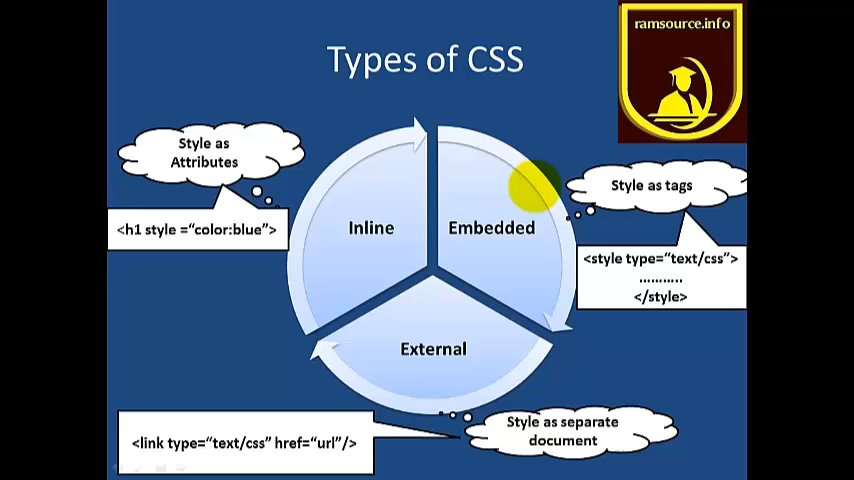 ramsource.info
Types of CSS
Style as
Attributes
<h1 style =“color:blue”>
Inline
Embedded
Style as tags
<style type=“text/css”>
...........
</style>
External
Style as separate
document
<link type=“text/css” href=“url”/>